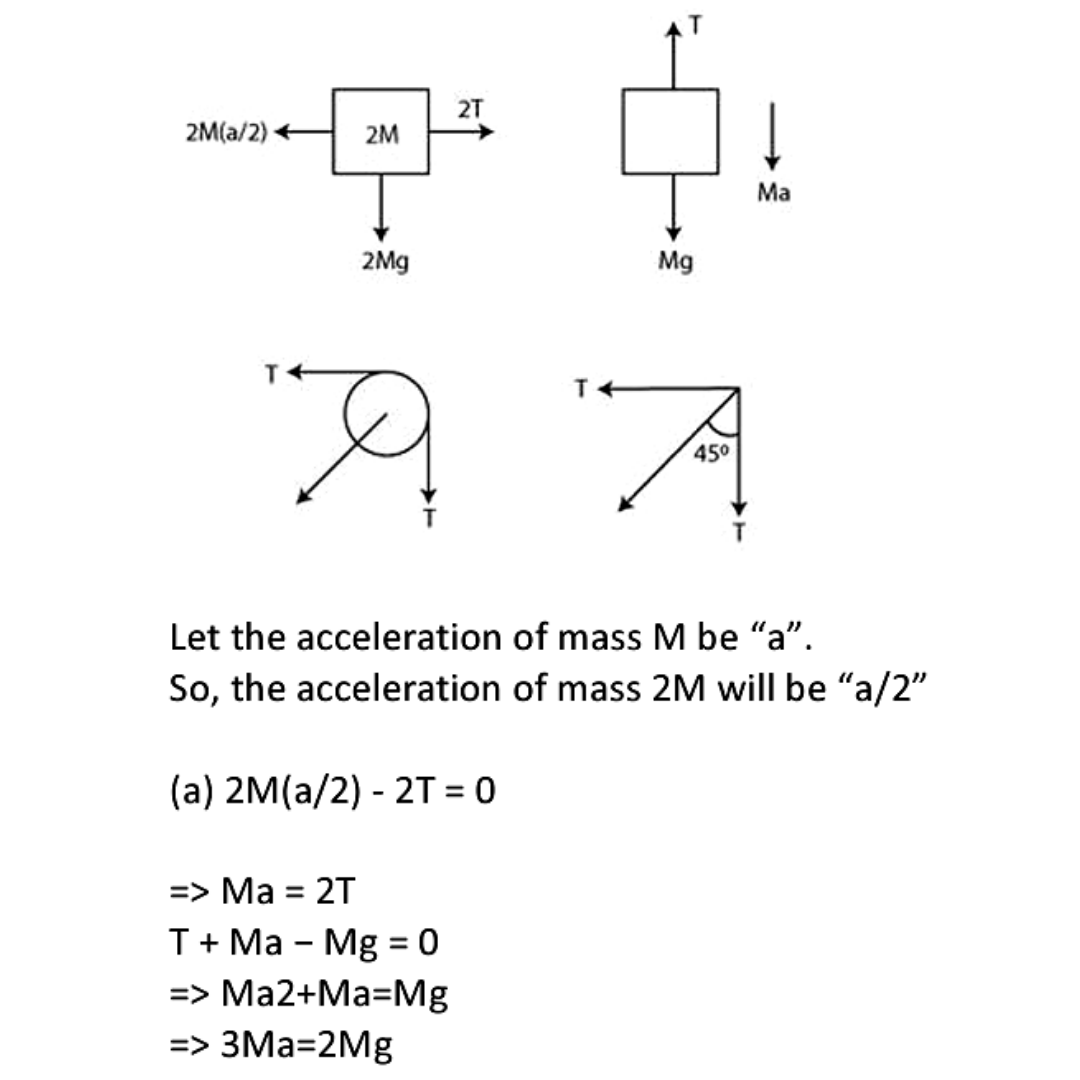 T
2T
2M(a/2)
2M
Ma
2Mg
Mg
T
T
45º
T
T
Let the acceleration of mass M be “a”.
So, the acceleration of mass 2M will be “a/2”
(a) 2M(a/2) - 2T = 0
=> Ma = 2T
T + Ma – Mg = 0
=> Ma2+Ma=Mg
=> 3Ma=2Mg